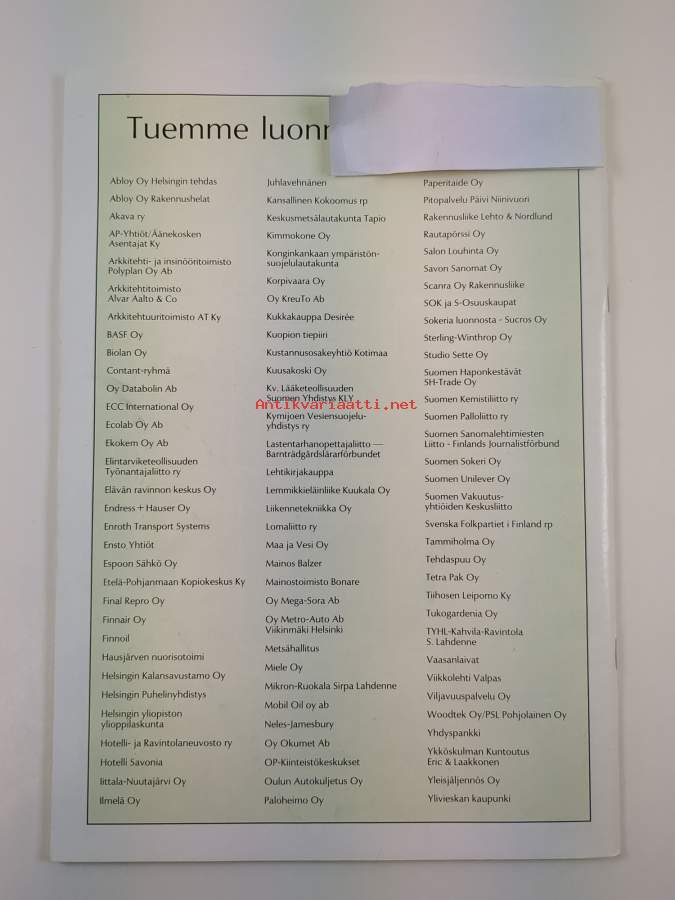 Tuemme luonn
Abloy Oy Helsingin tehdas
Abloy Oy Rakennushelat
Akava ry
AP-Yhtiöt/Äänekosken
Asentajat Ky
Arkkitehti- ja insinööritoimisto
Polyplan Oy Ab
Arkkitehtitoimisto
Alvar Aalto & Co
Arkkitehtuuritoimisto AT Ky
BASF Oy
Biolan Oy
Contant-ryhmä
Oy Databolin Ab
ECC International Oy
Ecolab Oy Ab
Ekokem Oy Ab
Elintarviketeollisuuden
Työnantajaliitto ry
Elävän ravinnon keskus Oy
Endress + Hauser Oy
Enroth Transport Systems
Ensto Yhtiöt
Espoon Sähkö Oy
Etelä-Pohjanmaan Kopiokeskus Ky
Final Repro Oy
Finnair Oy
Finnoil
Hausjärven nuorisotoimi
Helsingin Kalansavustamo Oy
Helsingin Puhelinyhdistys
Helsingin yliopiston
ylioppilaskunta
Hotelli- ja Ravintolaneuvosto ry
Hotelli Savonia
Iittala-Nuutajärvi Oy
Ilmelä Oy
Juhlavehnänen
Kansallinen Kokoomus rp
Keskusmetsälautakunta Tapio
Kimmokone Oy
Konginkankaan ympäristön-
suojelulautakunta
Korpivaara Oy
Oy KreuTo Ab
Kukkakauppa Desirée
Kuopion tiepiiri
Kustannusosakeyhtiö Kotimaa
Kuusakoski Oy
Kv. Lääketeollisuuden
Suomen Yhdistys KLY
Antikvariaatti.net
Kymijoen Vesiensuojelu-
yhdistys ry
Lastentarhanopettajaliitto —
Barnträdgårdslärarförbundet
Lehtikirjakauppa
Lemmikkieläinliike Kuukala Oy
Liikennetekniikka Oy
Lomaliitto ry
Maa ja Vesi Oy
Mainos Balzer
Mainostoimisto Bonare
Oy Mega-Sora Ab
Oy Metro-Auto Ab
Viikinmäki Helsinki
Metsähallitus
Miele Oy
Mikron-Ruokala Sirpa Lahdenne
Mobil Oil oy ab
Neles-Jamesbury
Oy Okumet Ab
OP-Kiinteistökeskukset
Oulun Autokuljetus Oy
Paloheimo Oy
Paperitaide Oy
Pitopalvelu Päivi Niinivuori
Rakennusliike Lehto & Nordlund
Rautapörssi Oy
Salon Louhinta Oy
Savon Sanomat Oy
Scanra Oy Rakennusliike
SOK ja S-Osuuskaupat
Sokeria luonnosta - Sucros Oy
Sterling-Winthrop Oy
Studio Sette Oy
Suomen Haponkestävät
SH-Trade Oy
Suomen Kemistiliitto ry
Suomen Palloliitto ry
Suomen Sanomalehtimiesten
Liitto - Finlands Journalistförbund
Suomen Sokeri Oy
Suomen Unilever Oy
Suomen Vakuutus-
yhtiöiden Keskusliitto
Svenska Folkpartiet i Finland rp
Tammiholma Oy
Tehdaspuu Oy
Tetra Pak Oy
Tiihosen Leipomo Ky
Tukogardenia Oy
TYHL-Kahvila-Ravintola
S. Lahdenne
Vaasanlaivat
Viikkolehti Valpas
Viljavuuspalvelu Oy
Woodtek Oy/PSL Pohjolainen Oy
Yhdyspankki
Ykköskulman Kuntoutus
Eric & Laakkonen
Yleisjäljennös Oy
Ylivieskan kaupunki